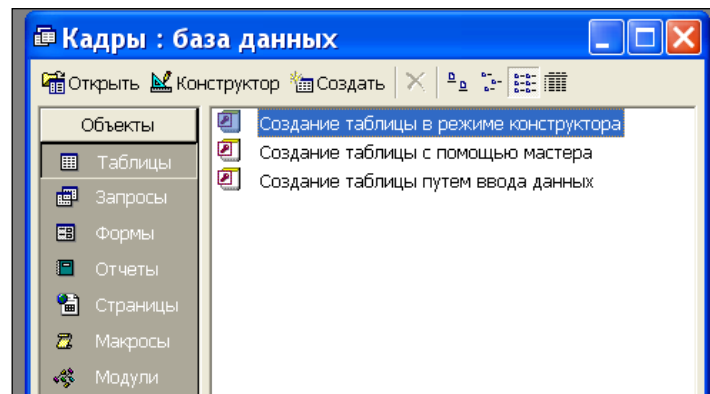 Кадры : база данных
Открыть Конструктор Создать
Объекты
Таблицы
Запросы
Формы
Отчеты
Страницы
Макросы
Модули
Создание таблицы в режиме конструктора
Создание таблицы с помощью мастера
Создание таблицы путем ввода данных